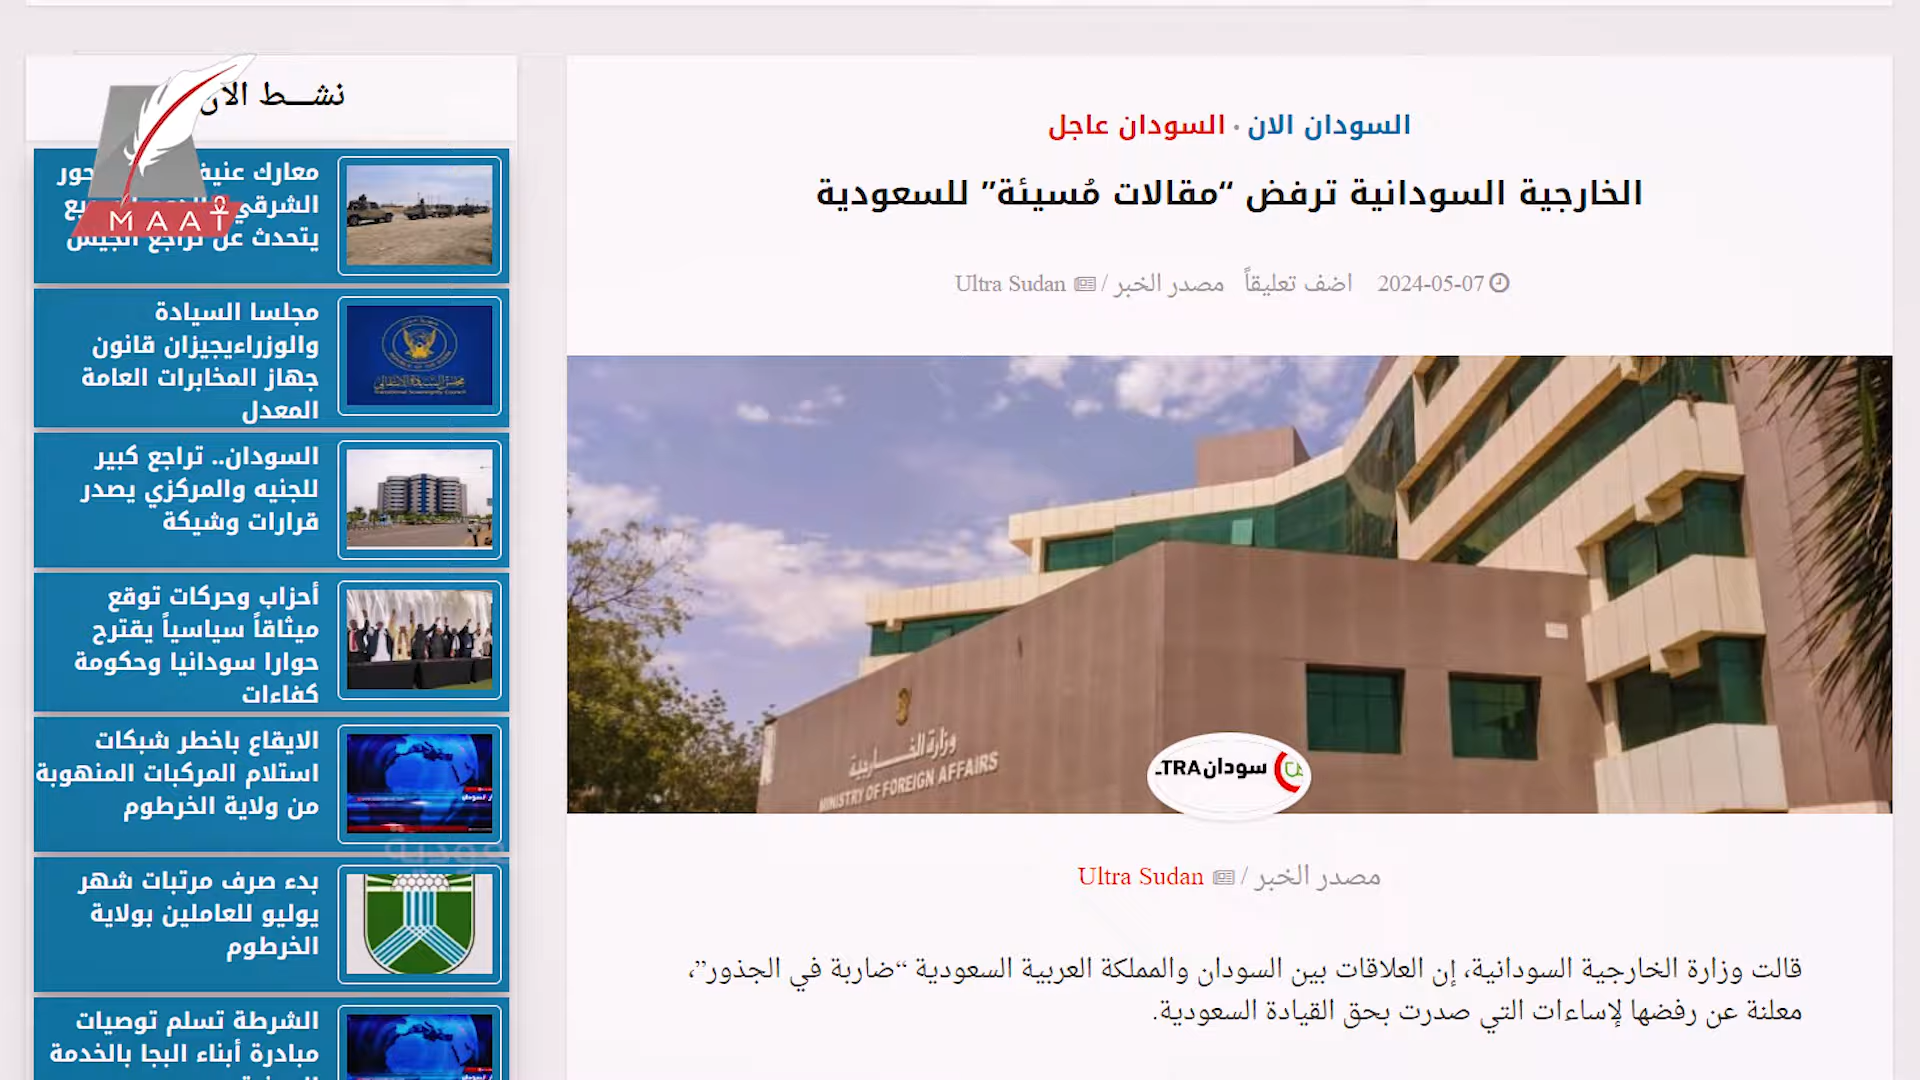 السودان الان • السودان عاجل
الخارجية السودانية ترفض “مقالات مُسيئة” للسعودية
2024-05-07 اضف تعليقاً مصدر الخبر / Ultra Sudan
وزارة الخارجية
MINISTRY OF FOREIGN AFFAIRS
سودان TRA
مصدر الخبر / Ultra Sudan
قالت وزارة الخارجية السودانية، إن العلاقات بين السودان والمملكة العربية السعودية “ضاربة في الجذور”،
معلنة عن رفضها لإساءات التي صدرت بحق القيادة السعودية.
نشـــط الان
MAAT
معارك عنيفة
الشرقي
يتحدث عن تراجع الجيش
مجلسا السيادة
والوزراءيجيزان قانون
جهاز المخابرات العامة
المعدل
السودان.. تراجع كبير
للجنيه والمركزي يصدر
قرارات وشيكة
أحزاب وحركات توقع
ميثاقاً سياسياً يقترح
حوارا سودانيا وحكومة
كفاءات
الايقاع باخطر شبكات
استلام المركبات المنهوبة
من ولاية الخرطوم
بدء صرف مرتبات شهر
يوليو للعاملين بولاية
الخرطوم
الشرطة تسلم توصيات
مبادرة أبناء البجا بالخدمة